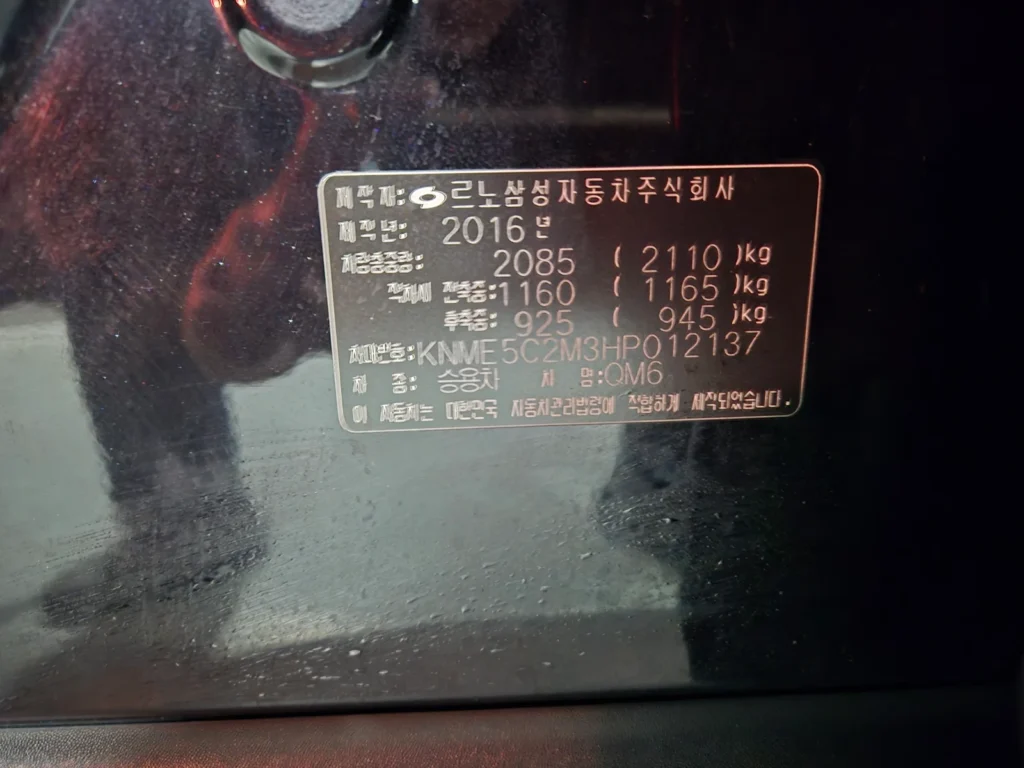 제 작 자: 르노삼성자동차주식회사
제 작 년: 2016 년
차량총중량: 2085 ( 2110 )kg
적차시 전축중: 1160 ( 1165 )kg
후축중: 925 ( 945 )kg
차대번호: KNME5C2M3HP012137
차 종: 승용차 차 명: QM6
이 자동차는 대한민국 자동차관리법령에 적합하게 제작되었습니다.